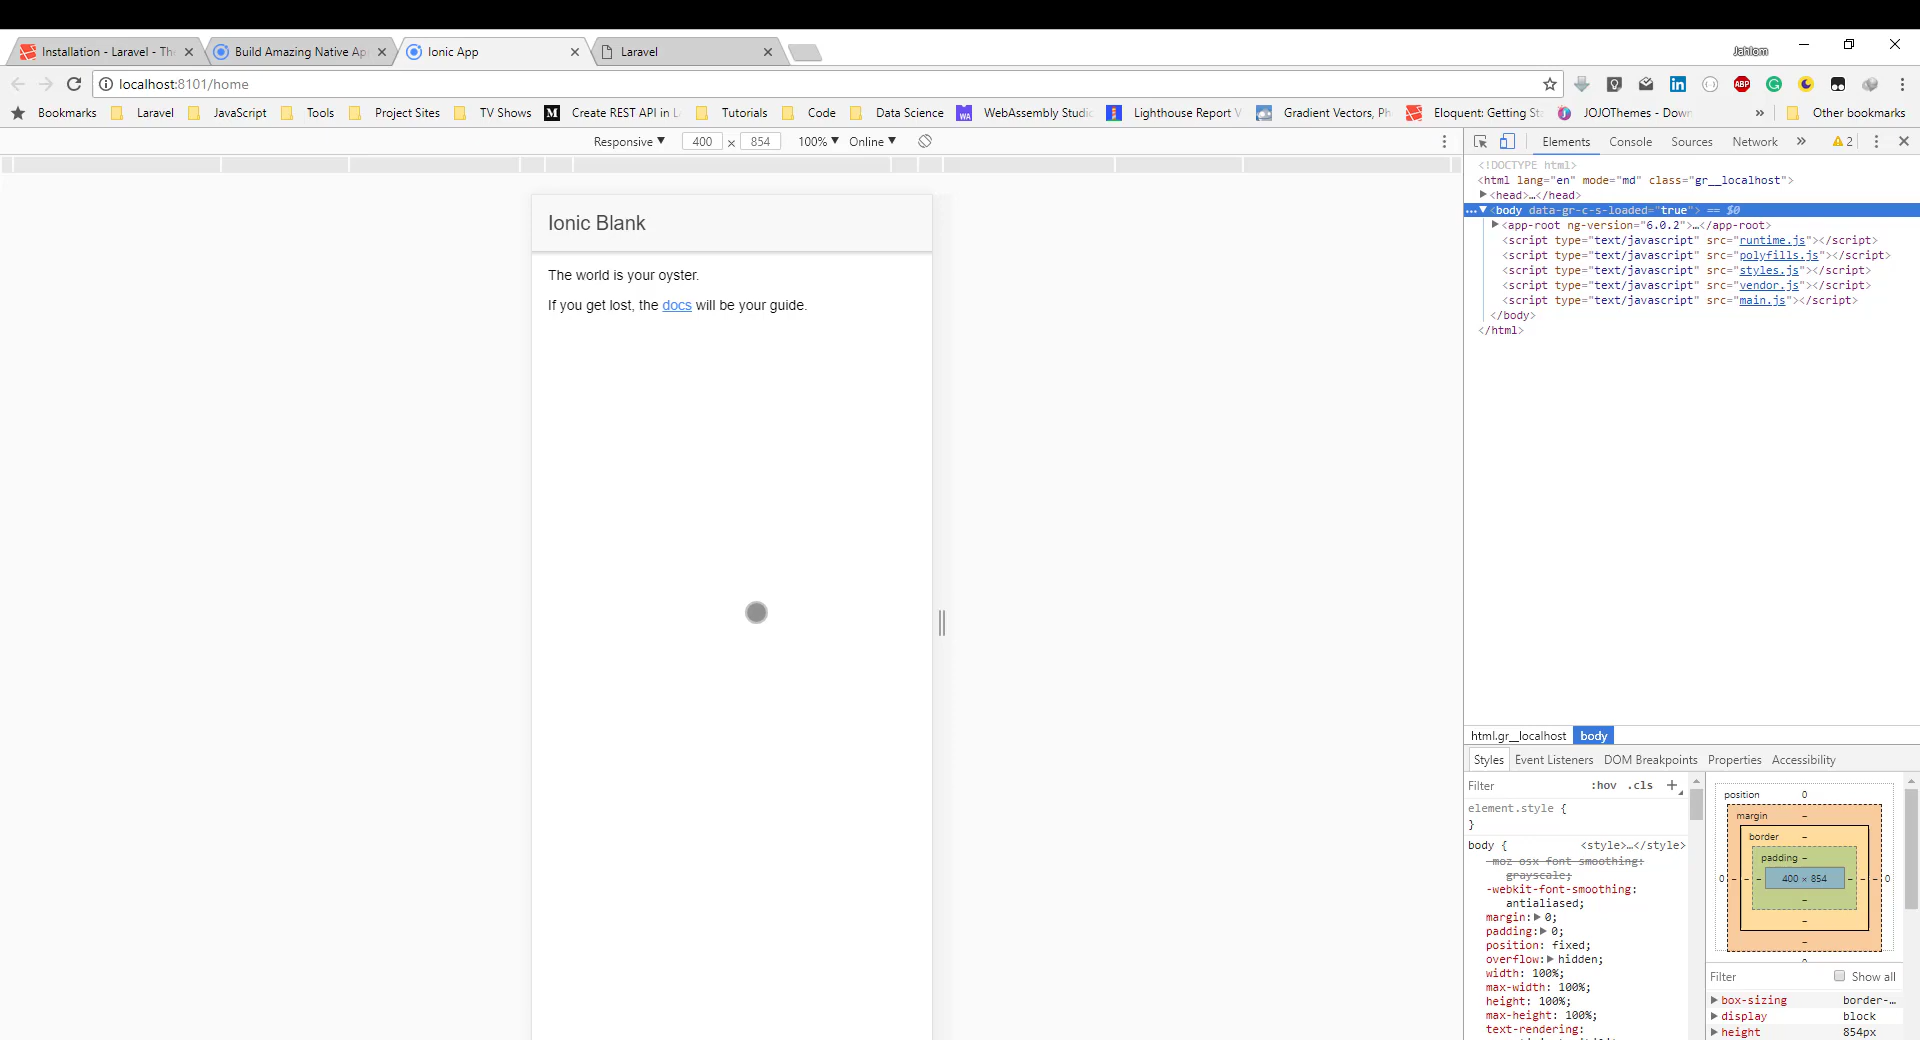 Installation - Laravel - The
Build Amazing Native Ap
Ionic App
Laravel
Jahlom
localhost:8101/home
Bookmarks
Laravel
JavaScript
Tools
Project Sites
TV Shows
Create REST API in L
Tutorials
Code
Data Science
WebAssembly Studio
Lighthouse Report V
Gradient Vectors, Ph
Eloquent: Getting Sta
JOJOThemes - Down
»
Other bookmarks
Responsive
400 x 854
100%
Online
Elements
Console
Sources
Network
»
2
Ionic Blank
The world is your oyster.
If you get lost, the docs will be your guide.
<!DOCTYPE html>
<html lang="en" mode="md" class="gr__localhost">
<head>…</head>
<body data-gr-c-s-loaded="true"> == $0
<app-root ng-version="6.0.2">…</app-root>
<script type="text/javascript" src="runtime.js"></script>
<script type="text/javascript" src="polyfills.js"></script>
<script type="text/javascript" src="styles.js"></script>
<script type="text/javascript" src="vendor.js"></script>
<script type="text/javascript" src="main.js"></script>
</body>
</html>
html.gr__localhost
body
Styles
Event Listeners
DOM Breakpoints
Properties
Accessibility
Filter
:hov
.cls
+
element.style {
}
body {
<style>…</style>
-moz-osx-font-smoothing:
grayscale;
-webkit-font-smoothing:
antialiased;
margin: 0;
padding: 0;
position: fixed;
overflow: hidden;
width: 100%;
max-width: 100%;
height: 100%;
max-height: 100%;
text-rendering:
position 0
margin –
border –
padding –
0 – – – 400 × 854 – – – 0
–
–
–
Filter
Show all
box-sizing border-…
display block
height 854px